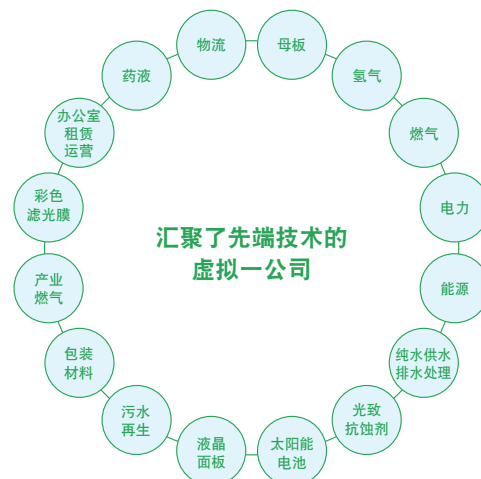 物流
母板
氢气
燃气
电力
能源
纯水供水
排水处理
光致
抗蚀剂
太阳能
电池
液晶
面板
污水
再生
包装
材料
产业
燃气
彩色
滤光膜
办公室
租赁
运营
药液
汇聚了先端技术的
虚拟一公司